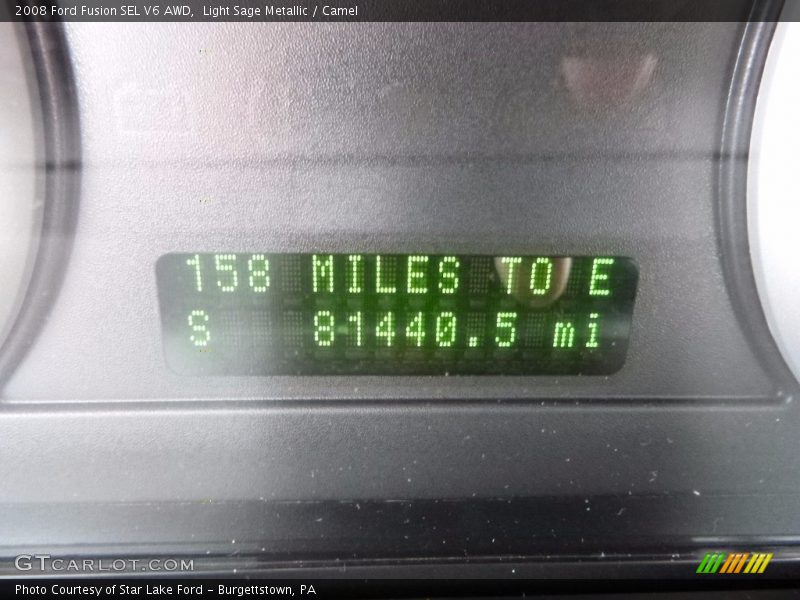 2008 Ford Fusion SEL V6 AWD,  Light Sage Metallic / Camel
158 MILES TO E
S 81440.5 mi
GTCARLOT.COM
Photo Courtesy of Star Lake Ford – Burgettstown, PA